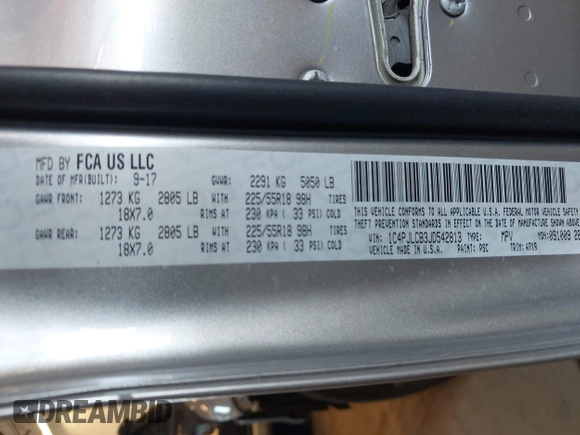 MFD BY FCA US LLC
DATE OF MFR(BUILT): 9-17 GVWR: 2291 KG 5050 LB
GAWR FRONT: 1273 KG 2805 LB WITH 225/55R18 98H TIRES
18X7.0 RIMS AT 230 KPA ( 33 PSI) COLD
GAWR REAR: 1273 KG 2805 LB WITH 225/55R18 98H TIRES
18X7.0 RIMS AT 230 KPA ( 33 PSI) COLD
THIS VEHICLE CONFORMS TO ALL APPLICABLE U.S.A. FEDERAL MOTOR VEHICLE
THEFT PREVENTION STANDARDS IN EFFECT ON THE DATE OF MANUFACTURE SHOWN ABOVE.
VIN: 1C4PJLCB3JD542813 TYPE: MPV MDH: 091009
VEHICLE MADE IN U.S.A. PAINT: PSC TRIM: A7X9
DREAMBID